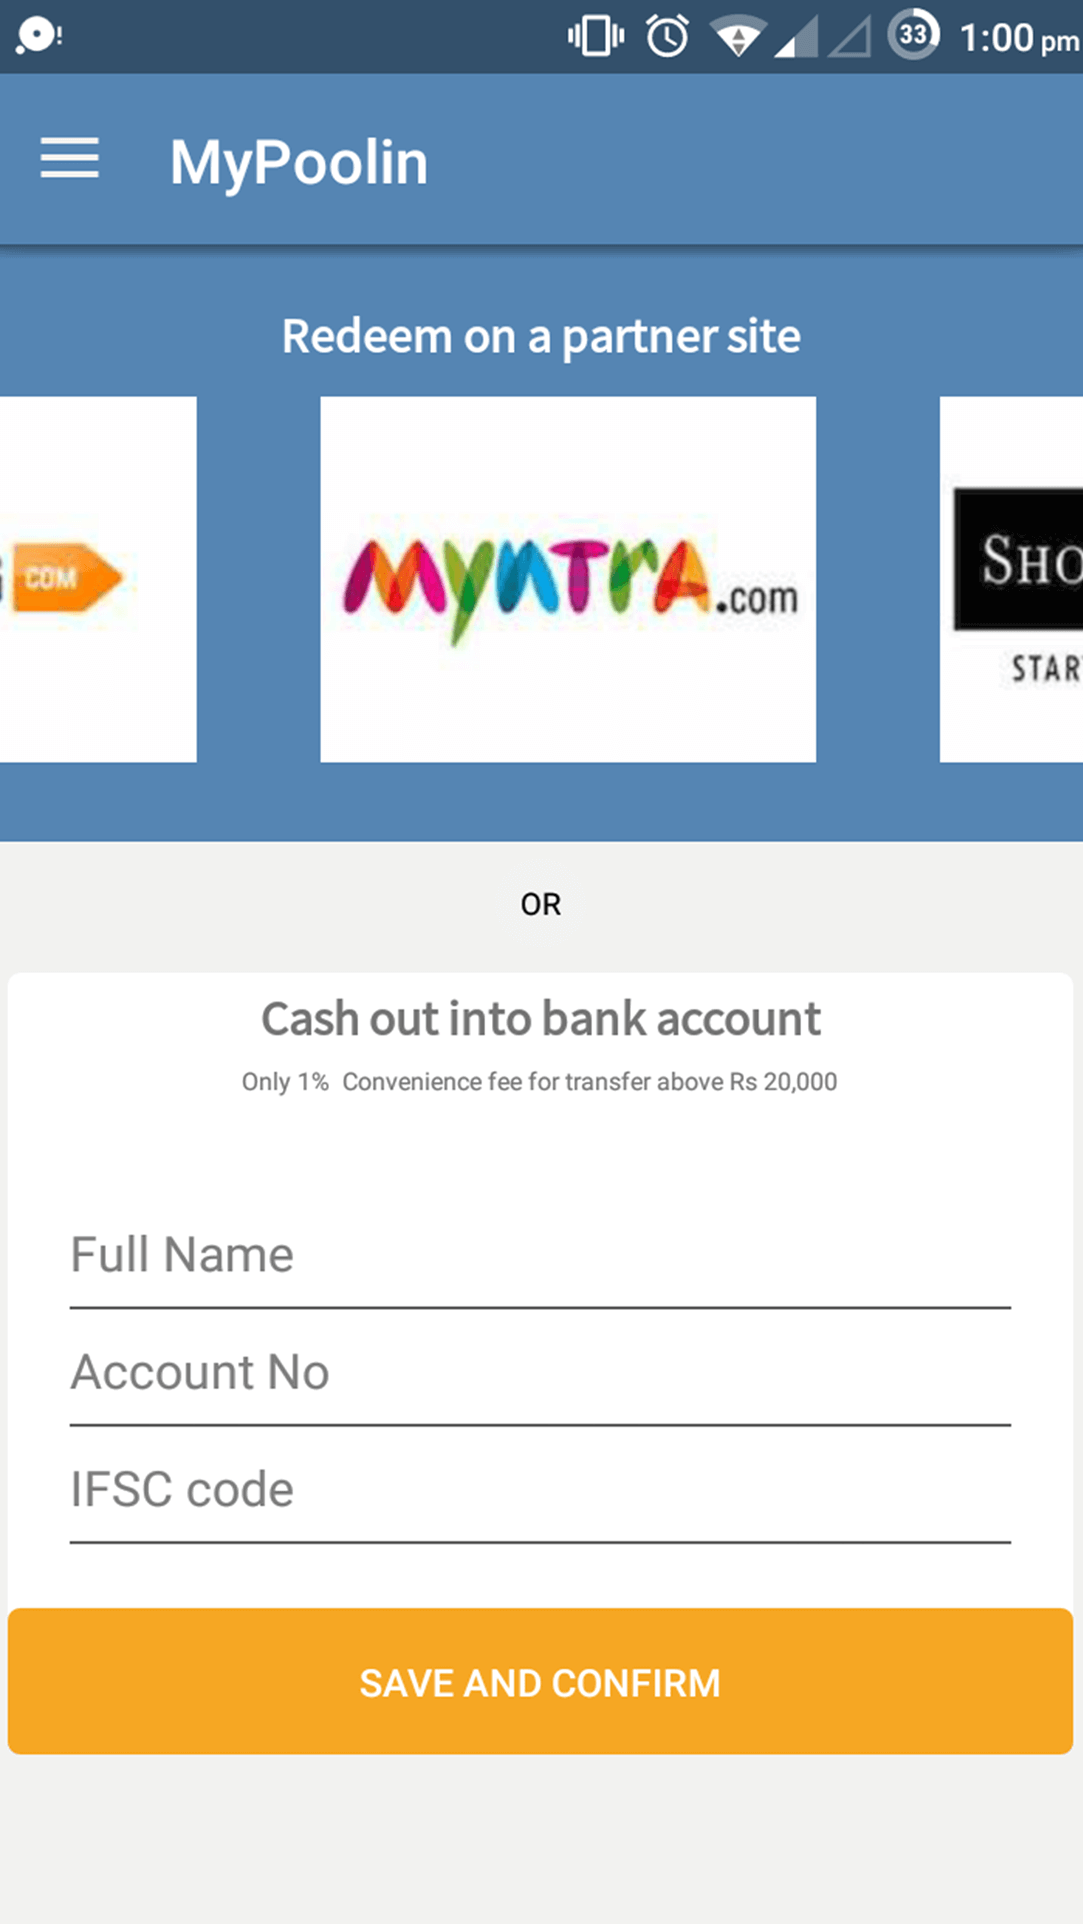 33 1:00 pm
MyPoolin
Redeem on a partner site
COM
Myntra.com
SHO
STAR
OR
Cash out into bank account
Only 1% Convenience fee for transfer above Rs 20,000
Full Name
Account No
IFSC code
SAVE AND CONFIRM